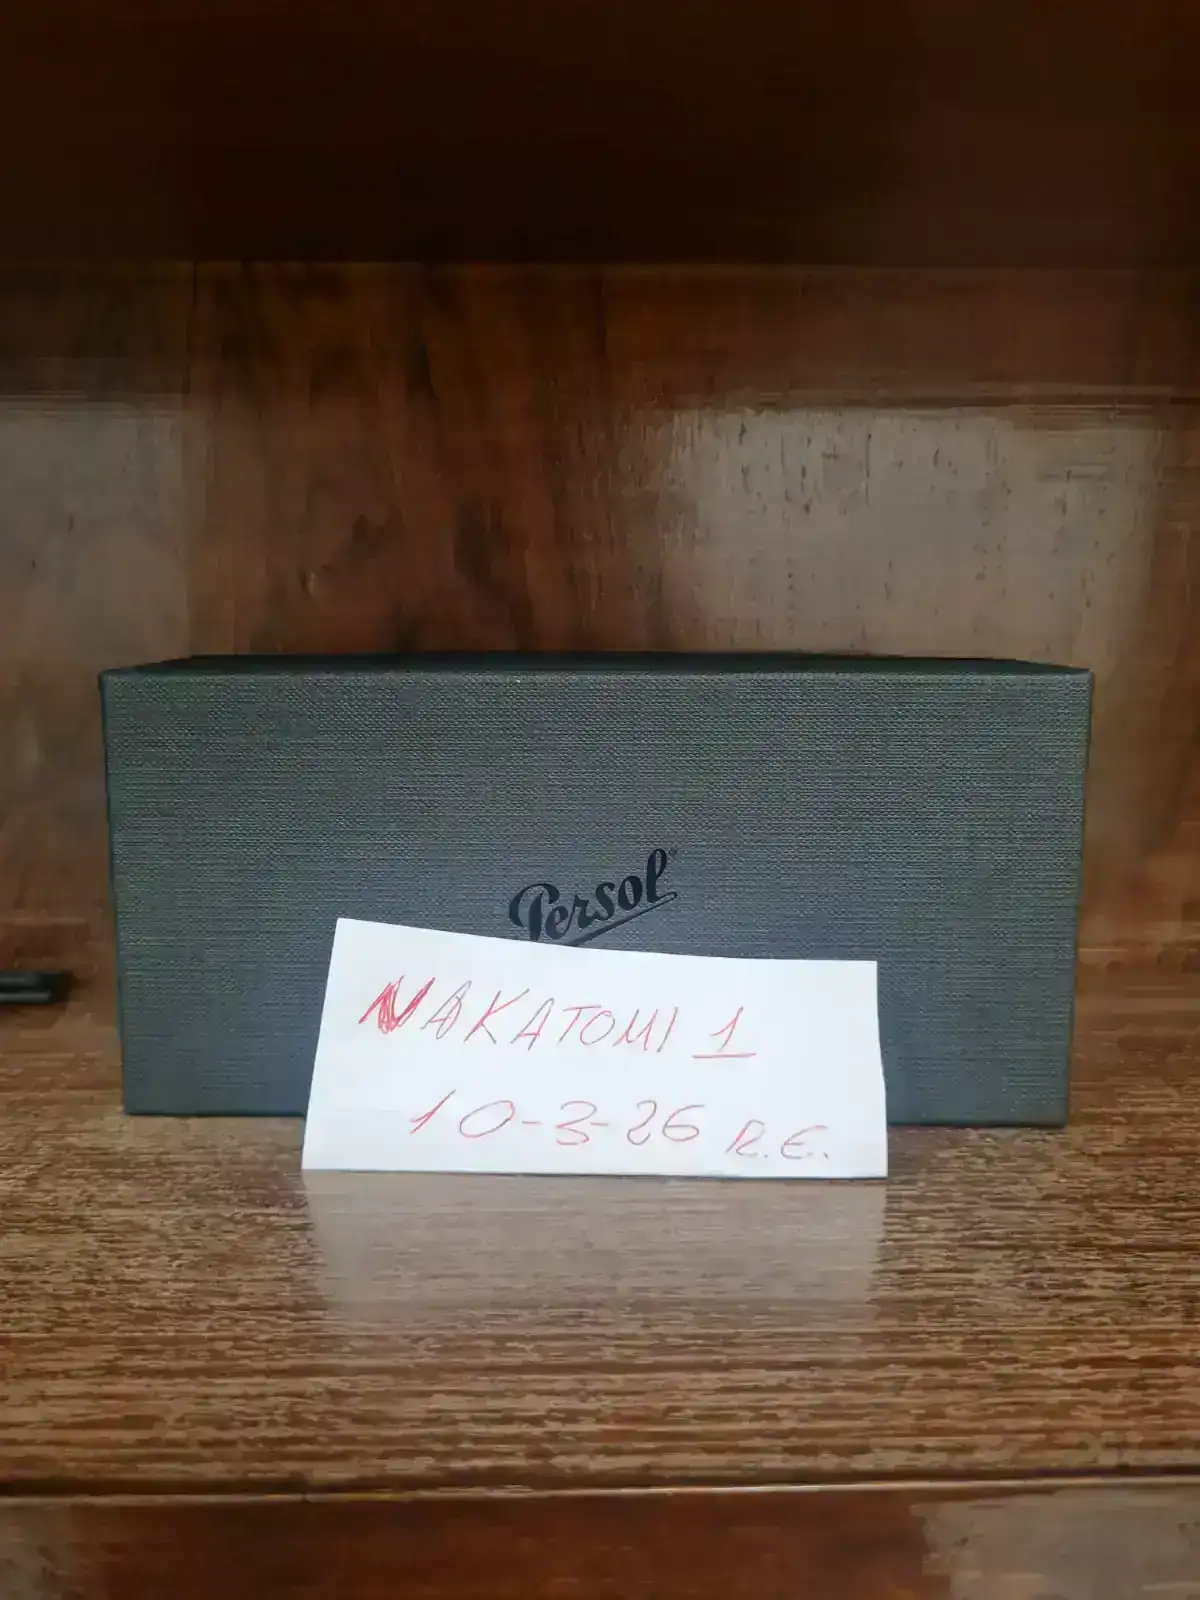 Persol®
NAKATOMI 1
10-3-26 R.E.